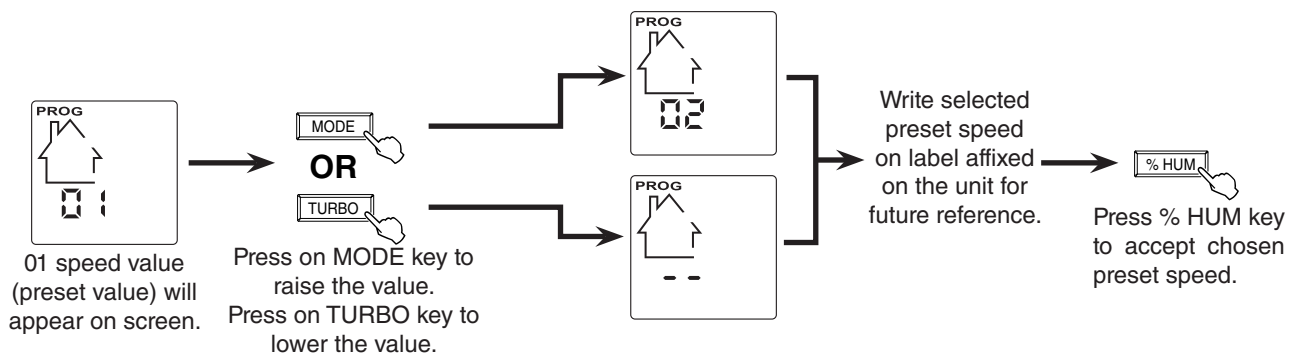 PROG
01
01 speed value
(preset value) will
appear on screen.
MODE
OR
TURBO
Press on MODE key to
raise the value.
Press on TURBO key to
lower the value.
PROG
02
PROG
--
Write selected
preset speed
on label affixed
on the unit for
future reference.
% HUM
Press % HUM key
to accept chosen
preset speed.